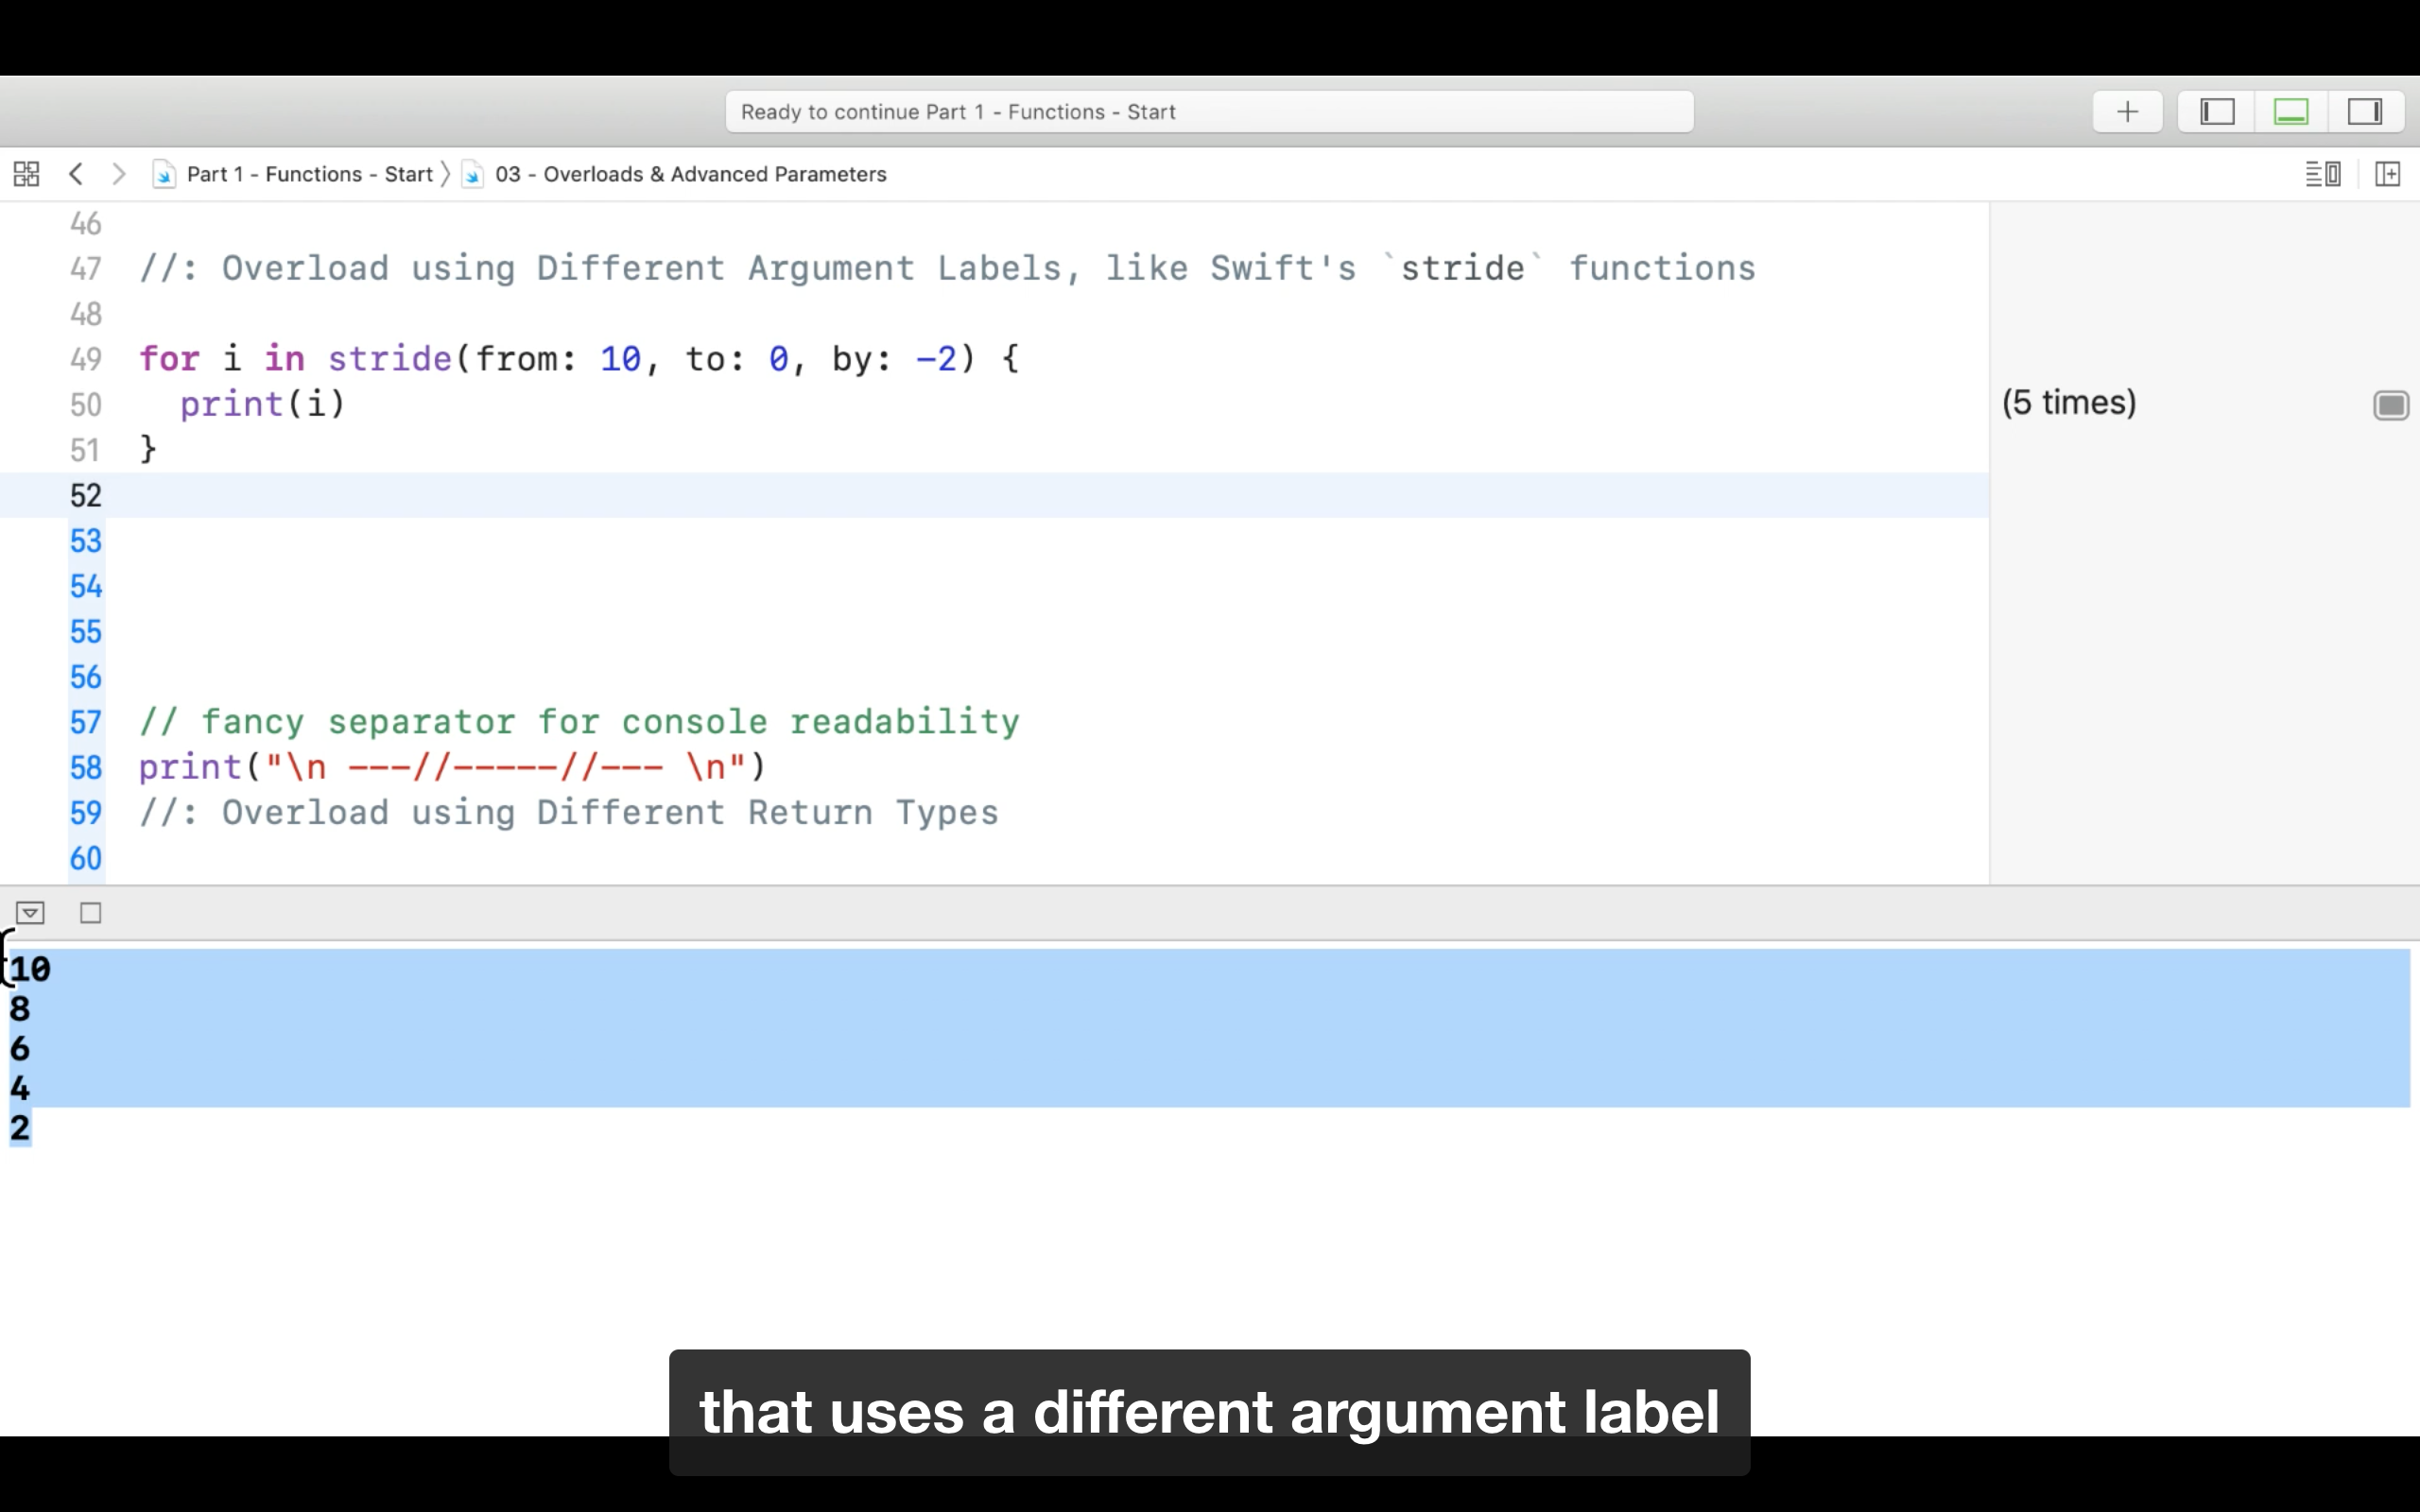 Ready to continue Part 1 - Functions - Start
Part 1 - Functions - Start 〉 03 - Overloads & Advanced Parameters
46
47 //: Overload using Different Argument Labels, like Swift's `stride` functions
48
49 for i in stride(from: 10, to: 0, by: -2) {
50   print(i)
(5 times)
51 }
52
53
54
55
56
57 // fancy separator for console readability
58 print("\n ---//-----//--- \n")
59 //: Overload using Different Return Types
60
10
8
6
4
2
that uses a different argument label